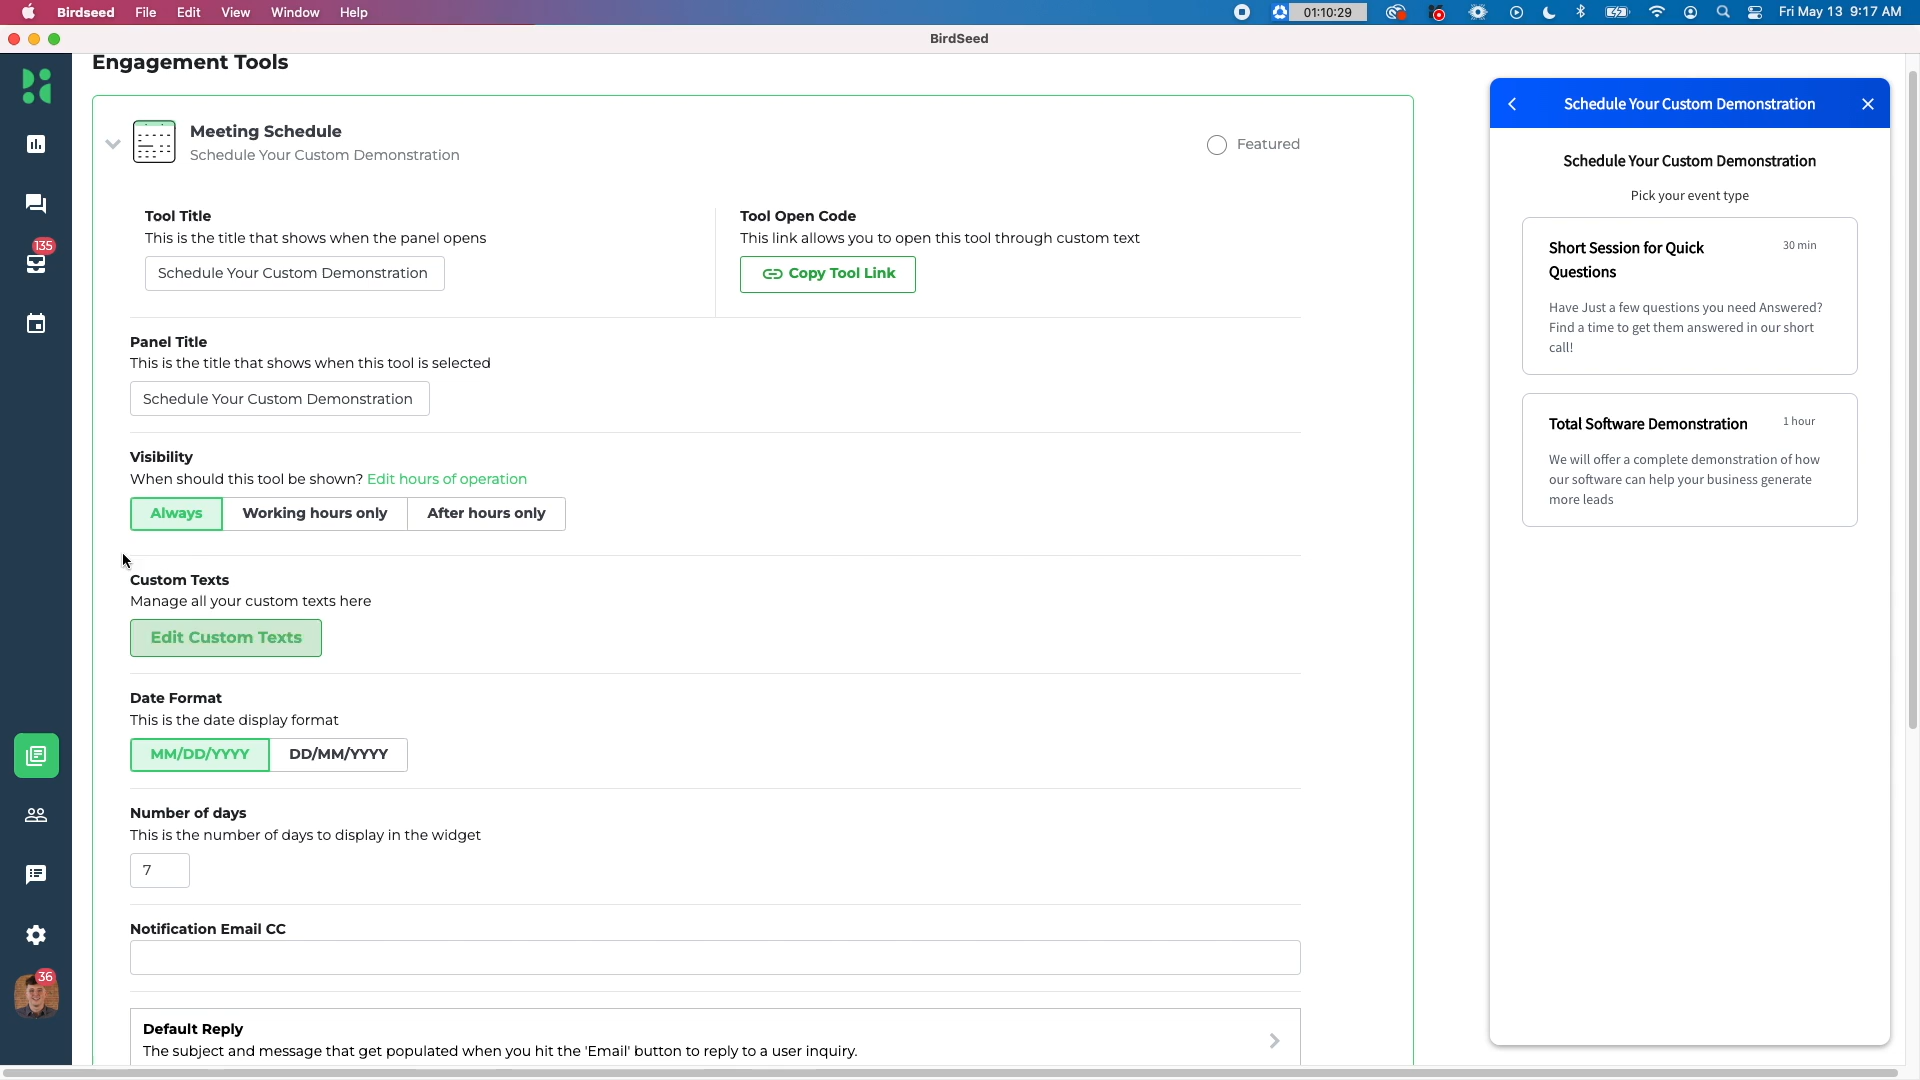 Birdseed File Edit View Window Help 01:10:29 Fri May 13 9:17 AM
BirdSeed
Engagement Tools
Meeting Schedule
Schedule Your Custom Demonstration
Featured
Tool Title
This is the title that shows when the panel opens
Schedule Your Custom Demonstration
Tool Open Code
This link allows you to open this tool through custom text
Copy Tool Link
Panel Title
This is the title that shows when this tool is selected
Schedule Your Custom Demonstration
Visibility
When should this tool be shown? Edit hours of operation
Always Working hours only After hours only
Custom Texts
Manage all your custom texts here
Edit Custom Texts
Date Format
This is the date display format
MM/DD/YYYY DD/MM/YYYY
Number of days
This is the number of days to display in the widget
7
Notification Email CC
Default Reply
The subject and message that get populated when you hit the 'Email' button to reply to a user inquiry.
135
36
Schedule Your Custom Demonstration
Schedule Your Custom Demonstration
Pick your event type
Short Session for Quick 30 min
Questions
Have Just a few questions you need Answered?
Find a time to get them answered in our short
call!
Total Software Demonstration 1 hour
We will offer a complete demonstration of how
our software can help your business generate
more leads